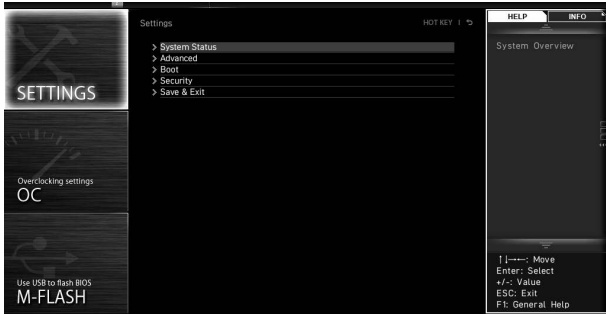 SETTINGS
Overclocking settings
OC
Use USB to flash BIOS
M-FLASH
Settings
HOT KEY
System Status
Advanced
Boot
Security
Save & Exit
HELP
INFO
System Overview
↑↓→←: Move
Enter: Select
+/-: Value
ESC: Exit
F1: General Help